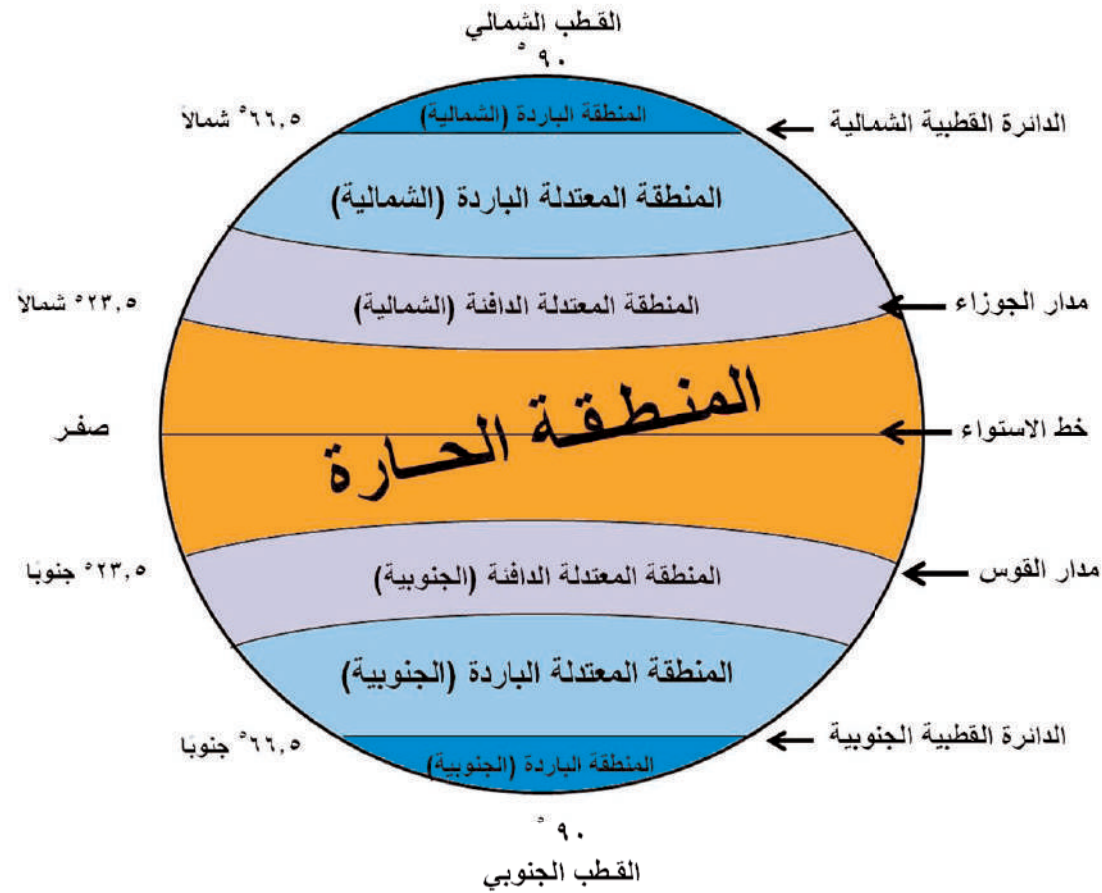 القطب الشمالي
٩٠ °
المنطقة الباردة (الشمالية)
الدائرة القطبية الشمالية
٦٦,٥° شمالاً
المنطقة المعتدلة الباردة (الشمالية)
المنطقة المعتدلة الدافئة (الشمالية)
مدار الجوزاء
٢٣,٥° شمالاً
المنطقة الحارة
خط الاستواء
صفر
مدار القوس
المنطقة المعتدلة الدافئة (الجنوبية)
٢٣,٥° جنوبًا
المنطقة المعتدلة الباردة (الجنوبية)
الدائرة القطبية الجنوبية
٦٦,٥° جنوبًا
المنطقة الباردة (الجنوبية)
٩٠ °
القطب الجنوبي